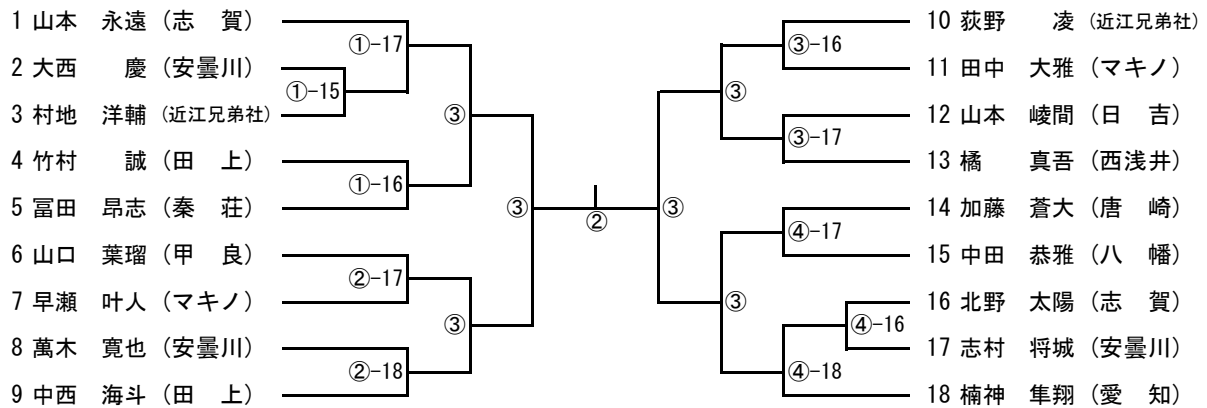 1 山本　永遠（志　賀）
2 大西　　慶（安曇川）
3 村地　洋輔（近江兄弟社）
4 竹村　　誠（田　上）
5 冨田　昂志（秦　荘）
6 山口　葉瑠（甲　良）
7 早瀬　叶人（マキノ）
8 萬木　寛也（安曇川）
9 中西　海斗（田　上）
①-17
①-15
③
①-16
③
②-17
③
②-18
②
③
③-16
③
③-17
④-17
③
④-16
④-18
10 荻野　　凌（近江兄弟社）
11 田中　大雅（マキノ）
12 山本　崚間（日　吉）
13 橘　　真吾（西浅井）
14 加藤　蒼大（唐　崎）
15 中田　恭雅（八　幡）
16 北野　太陽（志　賀）
17 志村　将城（安曇川）
18 楠神　隼翔（愛　知）